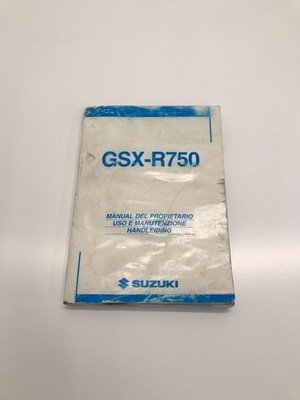 GSX-R750
MANUAL DEL PROPIETARIO
USO E MANUTENZIONE
HANDLEIDING
SUZUKI